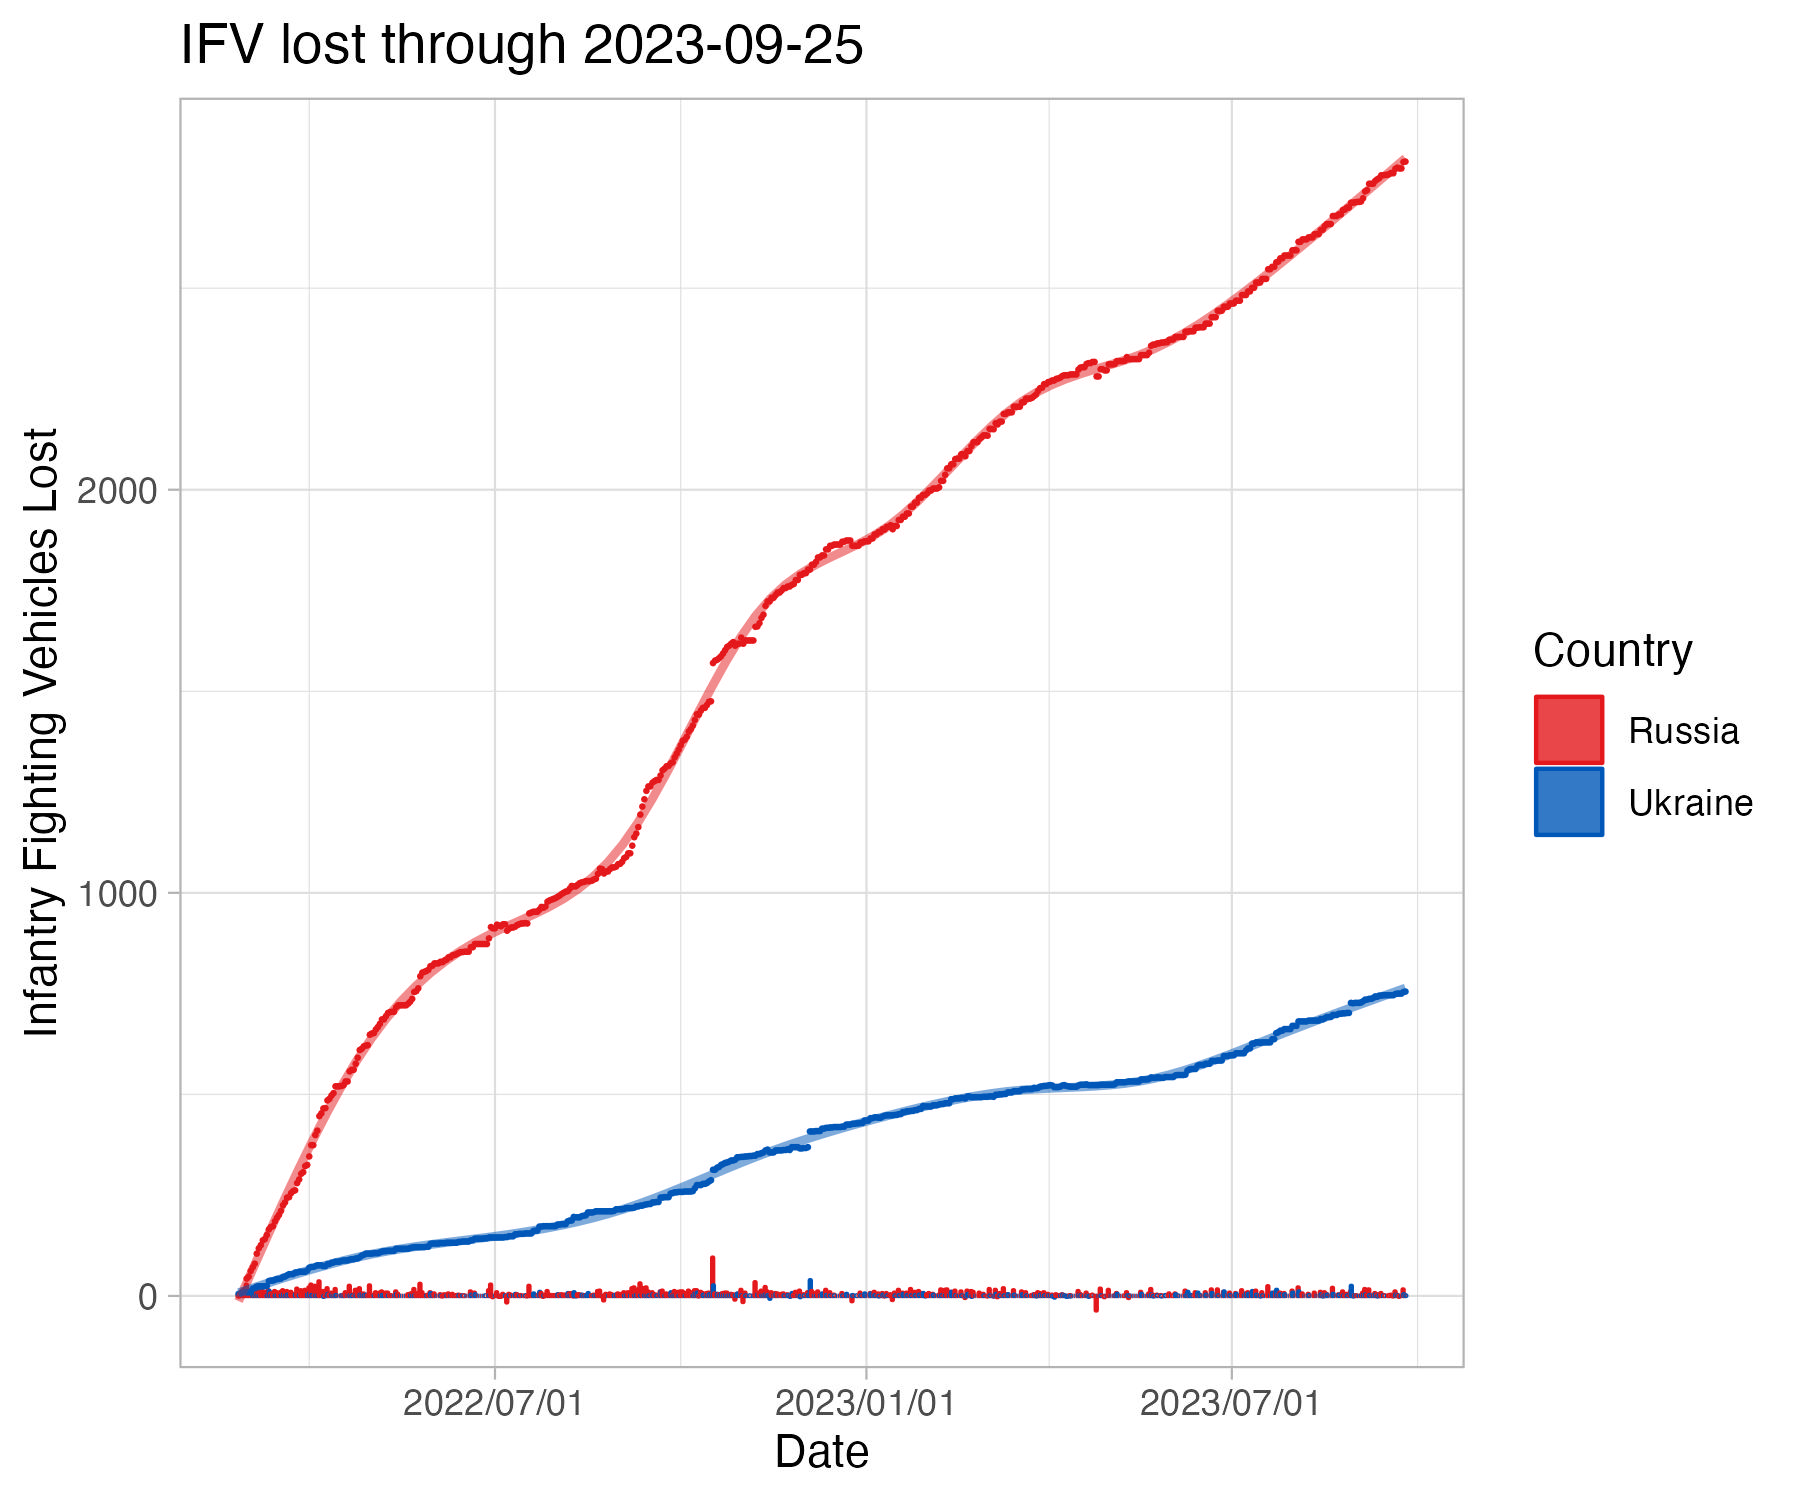 IFV lost through 2023-09-25
Infantry Fighting Vehicles Lost
2000
1000
0
2022/07/01
2023/01/01
2023/07/01
Date
Country
Russia
Ukraine